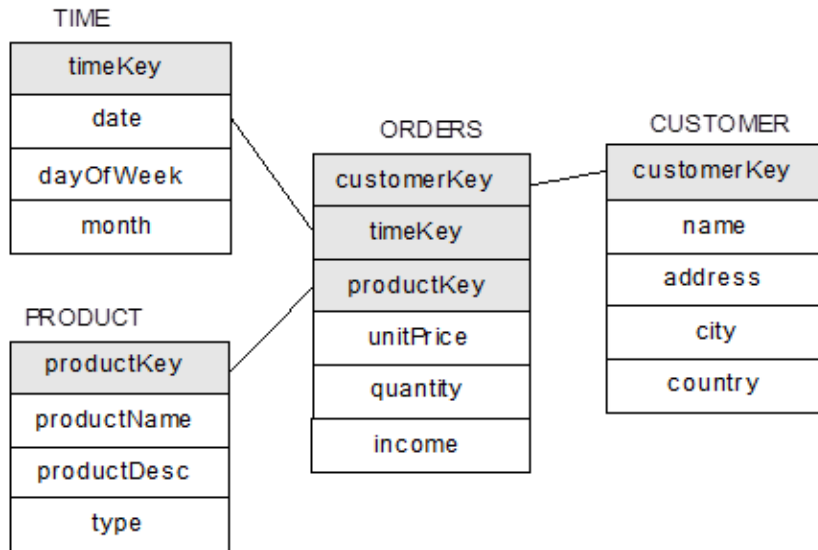 TIME
timeKey
date
dayOfWeek
month
PRODUCT
productKey
productName
productDesc
type
ORDERS
customerKey
timeKey
productKey
unitPrice
quantity
income
CUSTOMER
customerKey
name
address
city
country